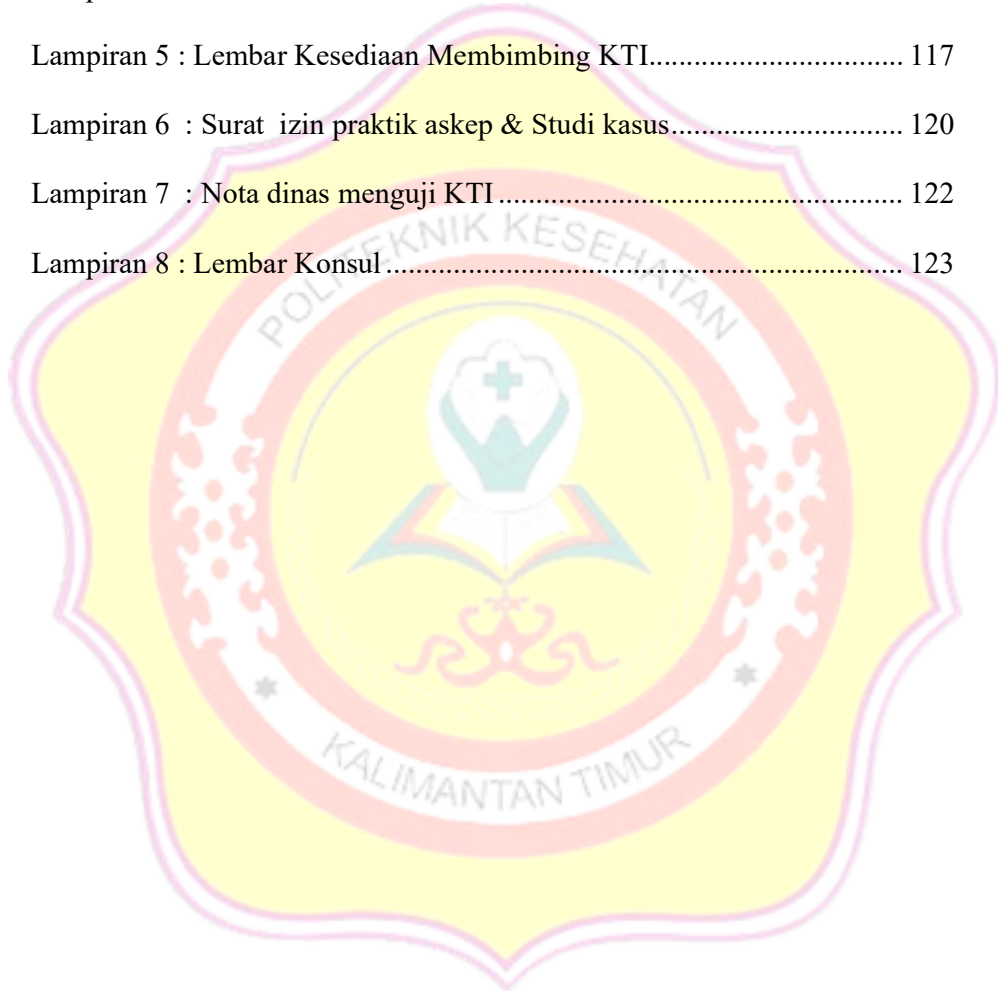 Lampiran 5 : Lembar Kesediaan Membimbing KTI.................................. 117
Lampiran 6  : Surat  izin praktik askep & Studi kasus............................... 120
Lampiran 7  : Nota dinas menguji KTI...................................................... 122
Lampiran 8 : Lembar Konsul..................................................................... 123
POLITEKNIK KESEHATAN
KALIMANTAN TIMUR